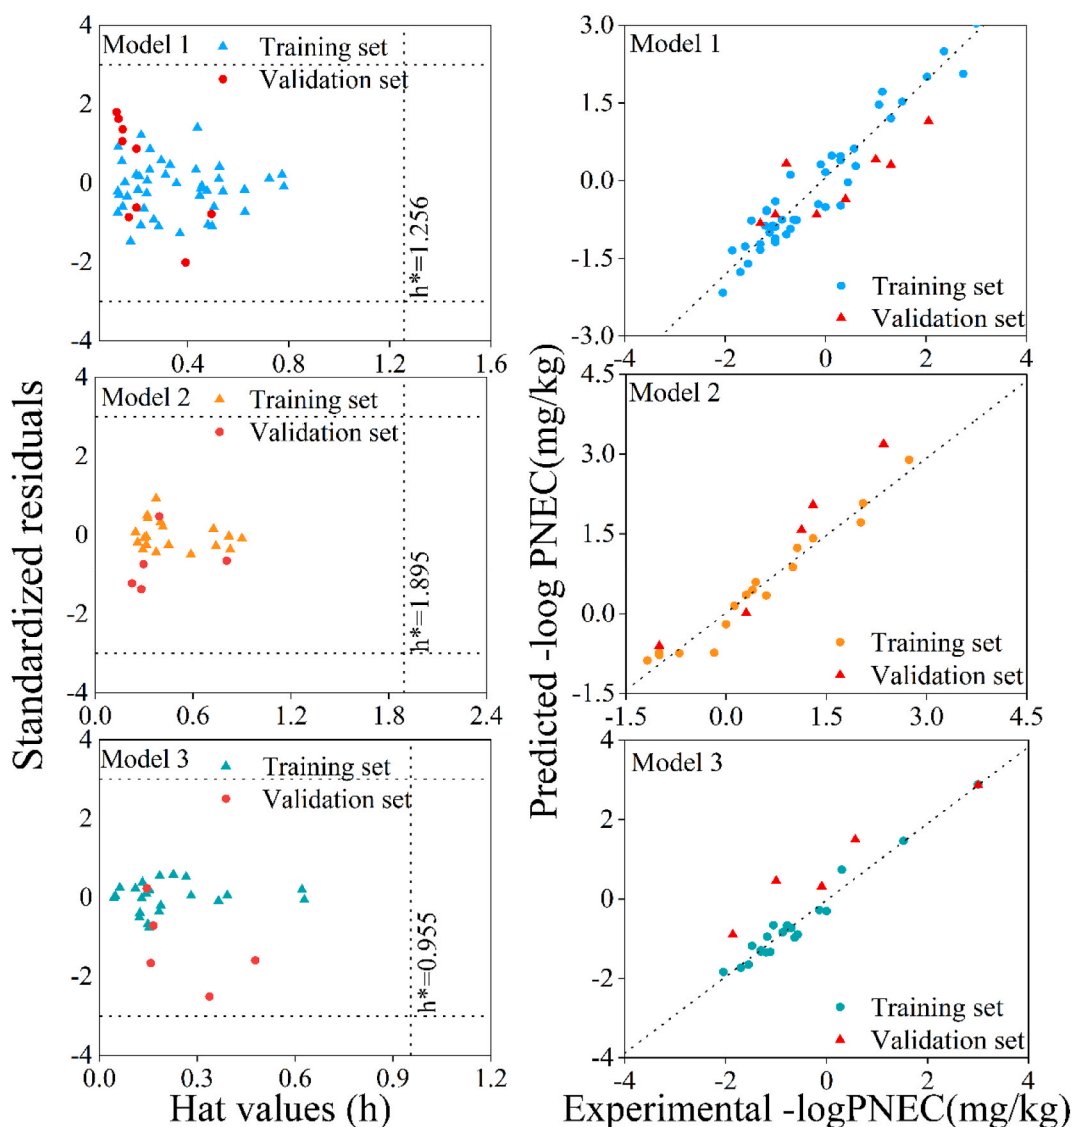 Standardized residuals
4
2
0
-2
-4
Model 1
Training set
Validation set
h*=1.256
0.4
0.8
1.2
1.6
4
2
0
-2
-4
Model 2
Training set
Validation set
h*=1.895
0.0
0.6
1.2
1.8
2.4
4
2
0
-2
-4
Model 3
Training set
Validation set
h*=0.955
0.0
0.3
0.6
0.9
1.2
Hat values (h)
Predicted -loog PNEC(mg/kg)
3.0
1.5
0.0
-1.5
-3.0
Model 1
Training set
Validation set
-4
-2
0
2
4
4.5
3.0
1.5
0.0
-1.5
Model 2
Training set
Validation set
-1.5
0.0
1.5
3.0
4.5
4
2
0
-2
-4
Model 3
Training set
Validation set
-4
-2
0
2
4
Experimental -logPNEC(mg/kg)